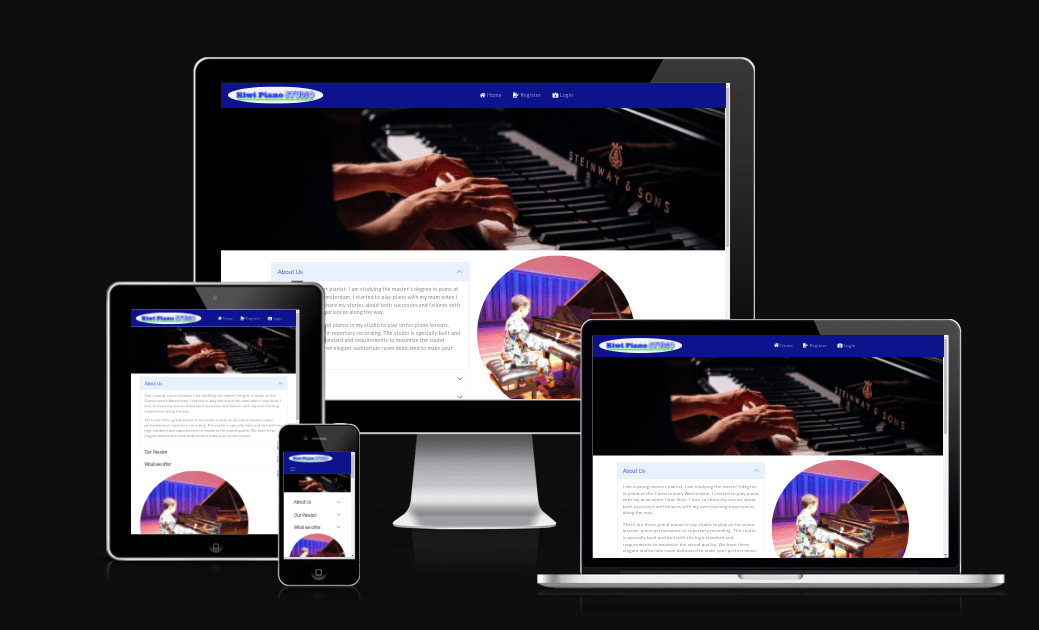 Kiwi Piano STUDIO
Home Register Login
STEINWAY & SONS
About Us
rt pianist. I am studying the master's degree in piano at
msterdam. I started to play piano with my mum when I
share my stories about both successes and failures with
periences along the way.
nd pianos in my studio to play on for piano lessons,
e repertory recording. The studio is specially built and
andard and requirements to maximize the sound
ree elegant auditorium room dedicated to make your
Kiwi Piano STUDIO
Home Register Login
About Us
I am a young concert pianist. I am studying the master's degree in piano at the
Conservatory Amsterdam. I started to play piano with my mum when I was little. I
love to share my stories about both successes and failures with my own learning
experiences along the way.
There are three grand pianos in my studio to play on for piano lessons, piano
performance or repertory recording. The studio is specially built and met with the
high standard and requirements to maximize the sound quality. We have three
elegant auditorium room dedicated to make your perfect music.
Our Passion
What we offer
Kiwi Piano STUDIO
About Us
Our Passion
What we offer
Kiwi Piano STUDIO
Home Register Login
STEINWAY & SONS
About Us
I am a young concert pianist. I am studying the master's degree
in piano at the Conservatory Amsterdam. I started to play piano
with my mum when I was little. I love to share my stories about
both successes and failures with my own learning experiences
along the way.
There are three grand pianos in my studio to play on for piano
lessons, piano performance or repertory recording. The studio
is specially built and met with the high standard and
requirements to maximize the sound quality. We have three
elegant auditorium room dedicated to make your perfect music.